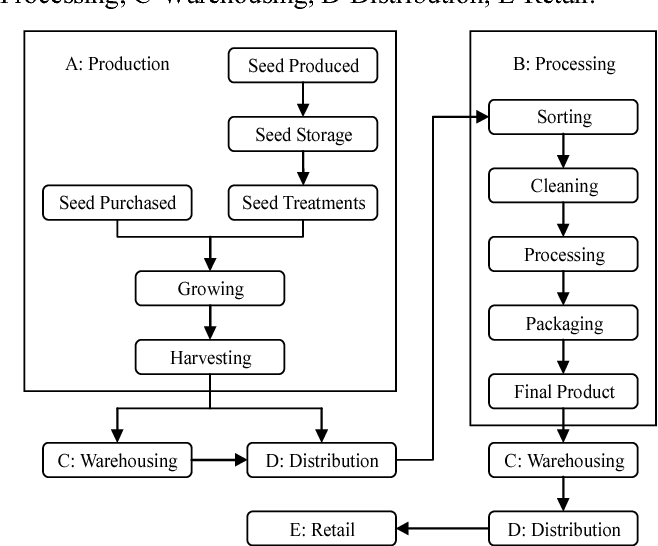 Processing; C-Warehousing; D-Distribution; E-Retail.
A: Production
Seed Produced
Seed Storage
Seed Purchased
Seed Treatments
Growing
Harvesting
C: Warehousing
D: Distribution
B: Processing
Sorting
Cleaning
Processing
Packaging
Final Product
C: Warehousing
D: Distribution
E: Retail